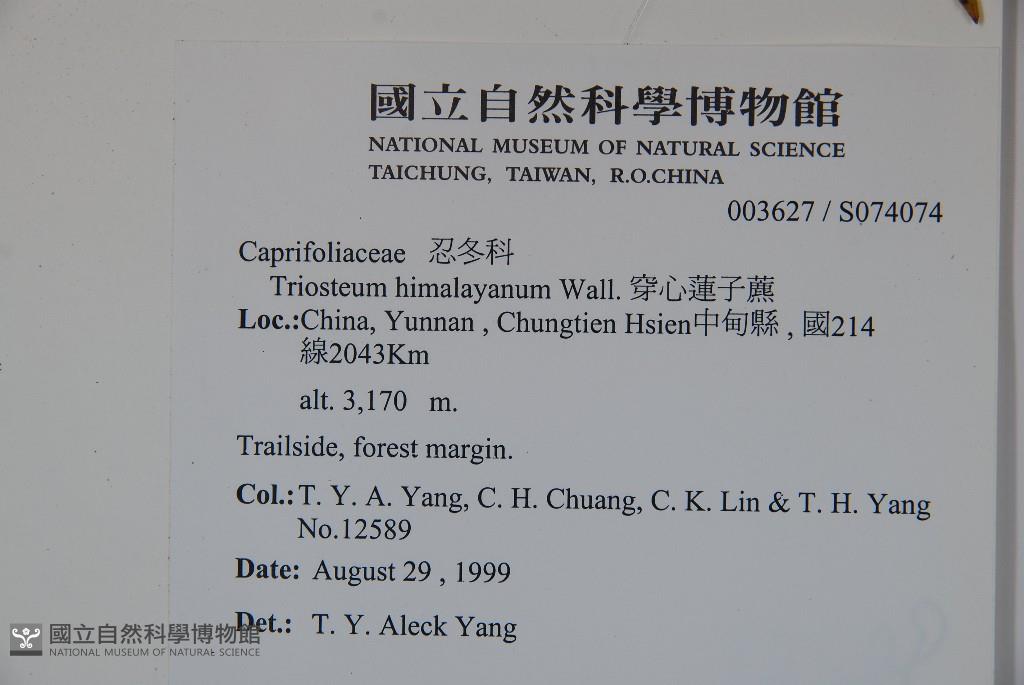 國立自然科學博物館
NATIONAL MUSEUM OF NATURAL SCIENCE
TAICHUNG, TAIWAN, R.O.CHINA
003627 / S074074
Caprifoliaceae 忍冬科
Triosteum himalayanum Wall. 穿心蓮子藨
Loc.:China, Yunnan , Chungtien Hsien中甸縣 , 國214
線2043Km
alt. 3,170 m.
Trailside, forest margin.
Col.:T. Y. A. Yang, C. H. Chuang, C. K. Lin & T. H. Yang
No.12589
Date: August 29 , 1999
Det.: T. Y. Aleck Yang
國立自然科學博物館
NATIONAL MUSEUM OF NATURAL SCIENCE